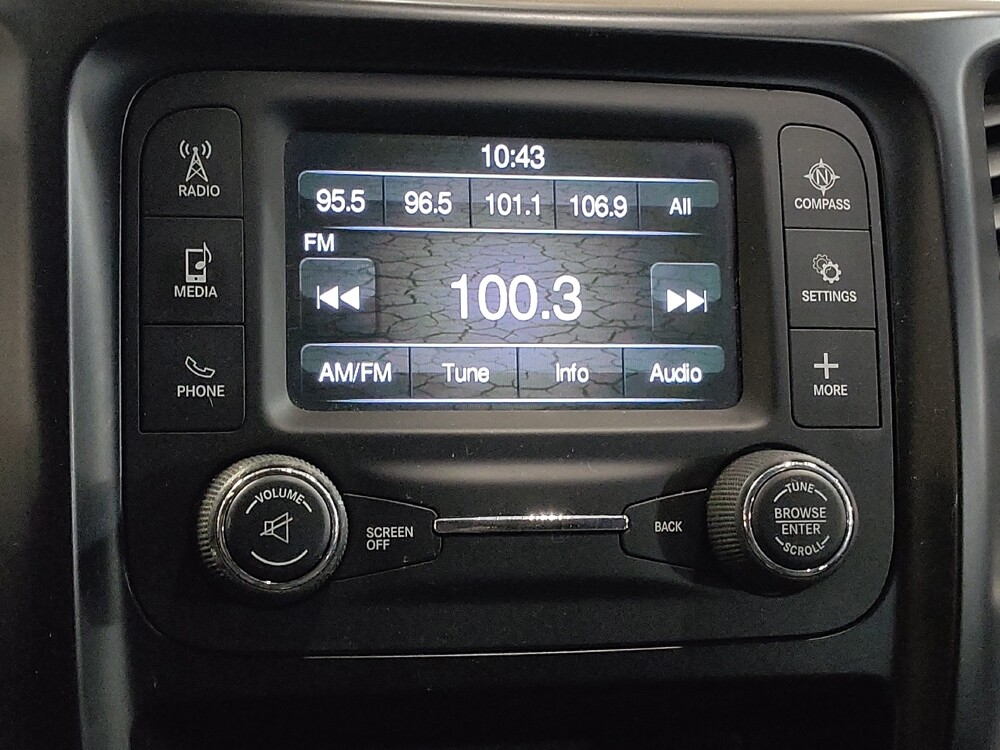 10:43
95.5 96.5 101.1 106.9 All
FM
100.3
AM/FM Tune Info Audio
RADIO
MEDIA
PHONE
N
COMPASS
SETTINGS
MORE
VOLUME
SCREEN
OFF
BACK
TUNE
BROWSE
ENTER
SCROLL